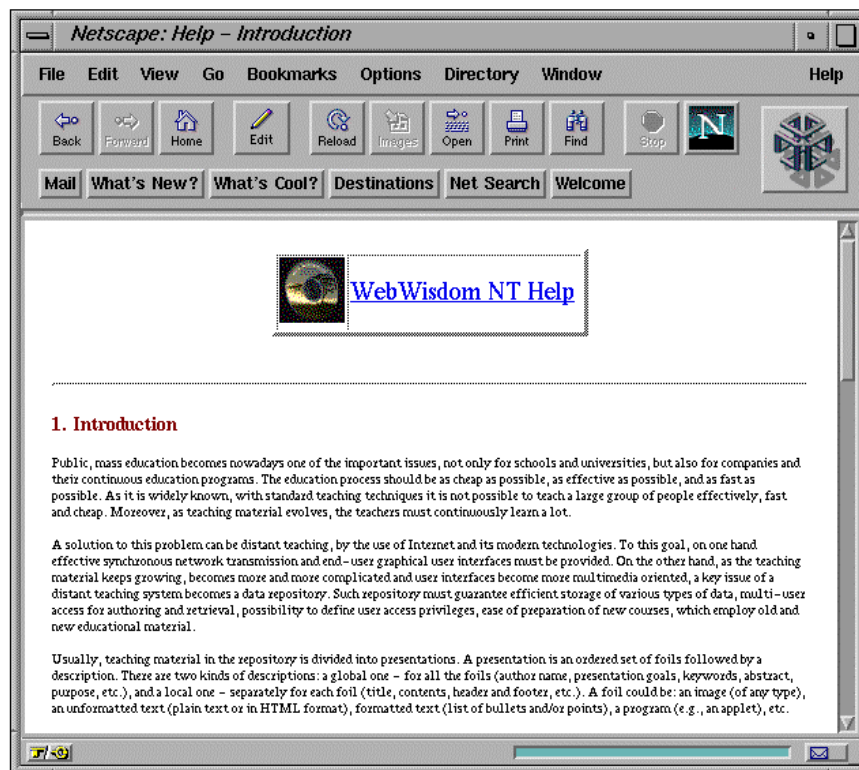 Netscape: Help – Introduction
File Edit View Go Bookmarks Options Directory Window Help
Back Forward Home Edit Reload Images Open Print Find Stop N
Mail What's New? What's Cool? Destinations Net Search Welcome
WebWisdom NT Help
1. Introduction
Public, mass education becomes nowadays one of the important issues, not only for schools and universities, but also for companies and
their continuous education programs. The education process should be as cheap as possible, as effective as possible, and as fast as
possible. As it is widely known, with standard teaching techniques it is not possible to teach a large group of people effectively, fast
and cheap. Moreover, as teaching material evolves, the teachers must continuously learn a lot.
A solution to this problem can be distant teaching, by the use of Internet and its modern technologies. To this goal, on one hand
effective synchronous network transmission and end–user graphical user interfaces must be provided. On the other hand, as the teaching
material keeps growing, becomes more and more complicated and user interfaces become more multimedia oriented, a key issue of a
distant teaching system becomes a data repository. Such repository must guarantee efficient storage of various types of data, multi–user
access for authoring and retrieval, possibility to define user access privileges, ease of preparation of new courses, which employ old and
new educational material.
Usually, teaching material in the repository is divided into presentations. A presentation is an ordered set of foils followed by a
description. There are two kinds of descriptions: a global one – for all the foils (author name, presentation goals, keywords, abstract,
purpose, etc.), and a local one – separately for each foil (title, contents, header and footer, etc.). A foil could be: an image (of any type),
an unformatted text (plain text or in HTML format), formatted text (list of bullets and/or points), a program (e.g., an applet), etc.